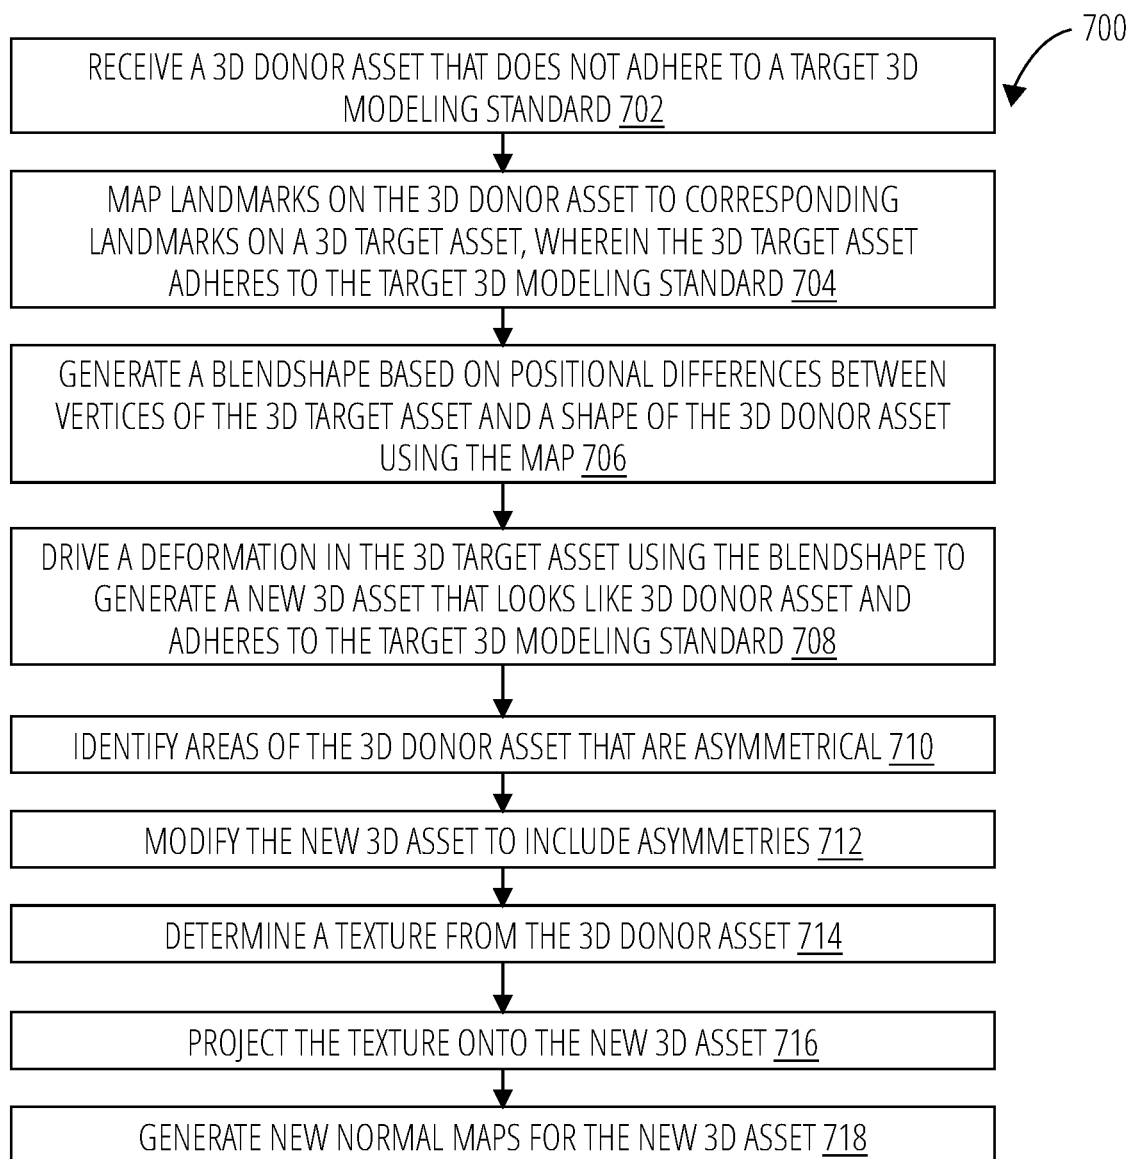 700
RECEIVE A 3D DONOR ASSET THAT DOES NOT ADHERE TO A TARGET 3D
MODELING STANDARD 702
MAP LANDMARKS ON THE 3D DONOR ASSET TO CORRESPONDING
LANDMARKS ON A 3D TARGET ASSET, WHEREIN THE 3D TARGET ASSET
ADHERES TO THE TARGET 3D MODELING STANDARD 704
GENERATE A BLENDSHAPE BASED ON POSITIONAL DIFFERENCES BETWEEN
VERTICES OF THE 3D TARGET ASSET AND A SHAPE OF THE 3D DONOR ASSET
USING THE MAP 706
DRIVE A DEFORMATION IN THE 3D TARGET ASSET USING THE BLENDSHAPE TO
GENERATE A NEW 3D ASSET THAT LOOKS LIKE 3D DONOR ASSET AND
ADHERES TO THE TARGET 3D MODELING STANDARD 708
IDENTIFY AREAS OF THE 3D DONOR ASSET THAT ARE ASYMMETRICAL 710
MODIFY THE NEW 3D ASSET TO INCLUDE ASYMMETRIES 712
DETERMINE A TEXTURE FROM THE 3D DONOR ASSET 714
PROJECT THE TEXTURE ONTO THE NEW 3D ASSET 716
GENERATE NEW NORMAL MAPS FOR THE NEW 3D ASSET 718